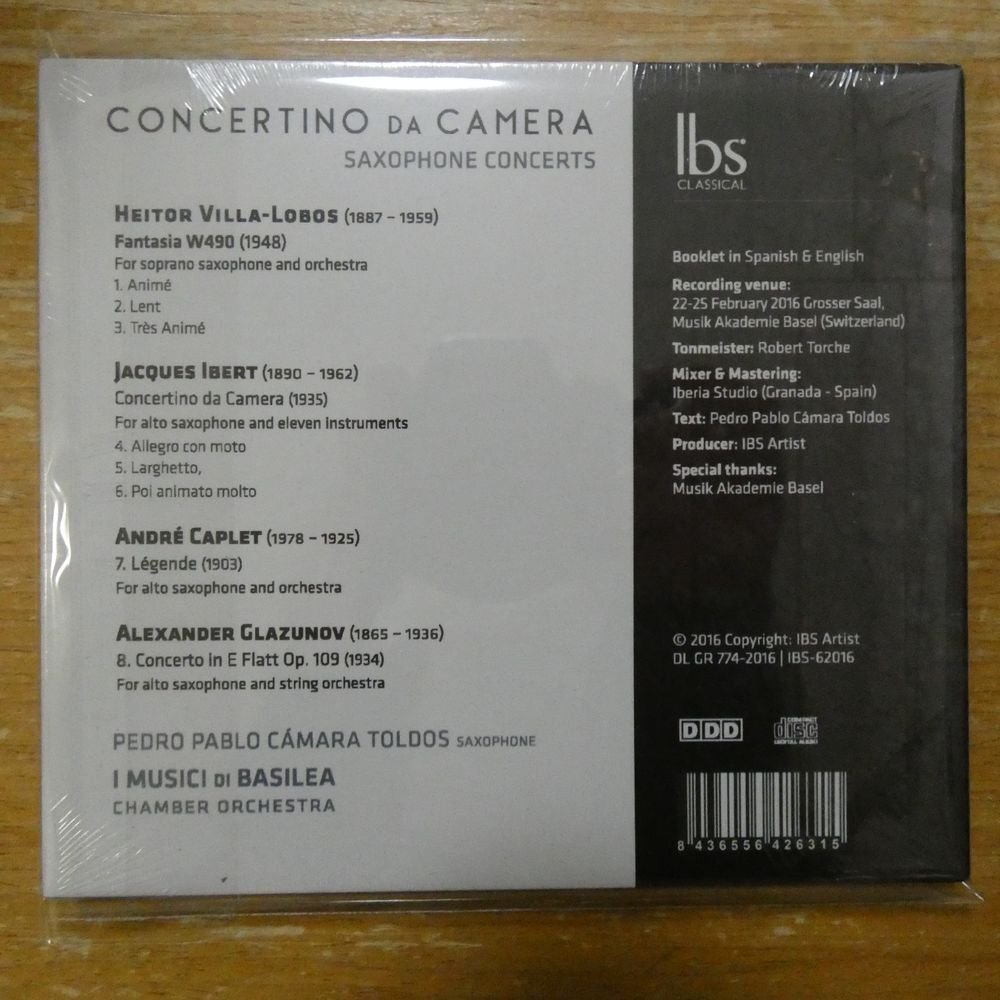 CONCERTINO DA CAMERA
SAXOPHONE CONCERTS
HEITOR VILLA-LOBOS (1887 – 1959)
Fantasia W490 (1948)
For soprano saxophone and orchestra
1. Animé
2. Lent
3. Très Animé
JACQUES IBERT (1890 – 1962)
Concertino da Camera (1935)
For alto saxophone and eleven instruments
4. Allegro con moto
5. Larghetto,
6. Poi animato molto
ANDRÉ CAPLET (1978 – 1925)
7. Légende (1903)
For alto saxophone and orchestra
ALEXANDER GLAZUNOV (1865 – 1936)
8. Concerto in E Flatt Op. 109 (1934)
For alto saxophone and string orchestra
PEDRO PABLO CÁMARA TOLDOS SAXOPHONE
I MUSICI DI BASILEA
CHAMBER ORCHESTRA
Ibs
CLASSICAL
Booklet in Spanish & English
Recording venue:
22-25 February 2016 Grosser Saal,
Musik Akademie Basel (Switzerland)
Tonmeister: Robert Torche
Mixer & Mastering:
Iberia Studio (Granada - Spain)
Text: Pedro Pablo Cámara Toldos
Producer: IBS Artist
Special thanks:
Musik Akademie Basel
© 2016 Copyright: IBS Artist
DL GR 774-2016 | IBS-62016
DDD
COMPACT
disc
DIGITAL AUDIO
8 436556 426315